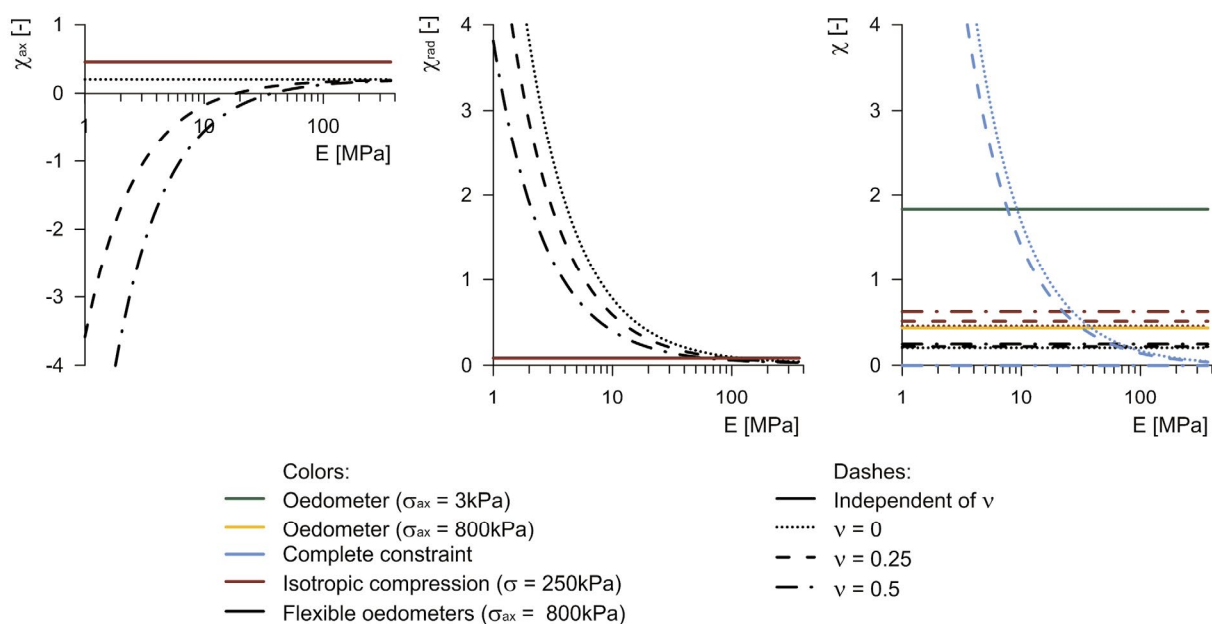 χax [-]
1
0
-1
-2
-3
-4
1
10
100
E [MPa]
χrad [-]
4
3
2
1
0
1
10
100
E [MPa]
χ [-]
4
3
2
1
0
1
10
100
E [MPa]
Colors:
Oedometer (σax = 3kPa)
Oedometer (σax = 800kPa)
Complete constraint
Isotropic compression (σ = 250kPa)
Flexible oedometers (σax = 800kPa)
Dashes:
Independent of ν
ν = 0
ν = 0.25
ν = 0.5